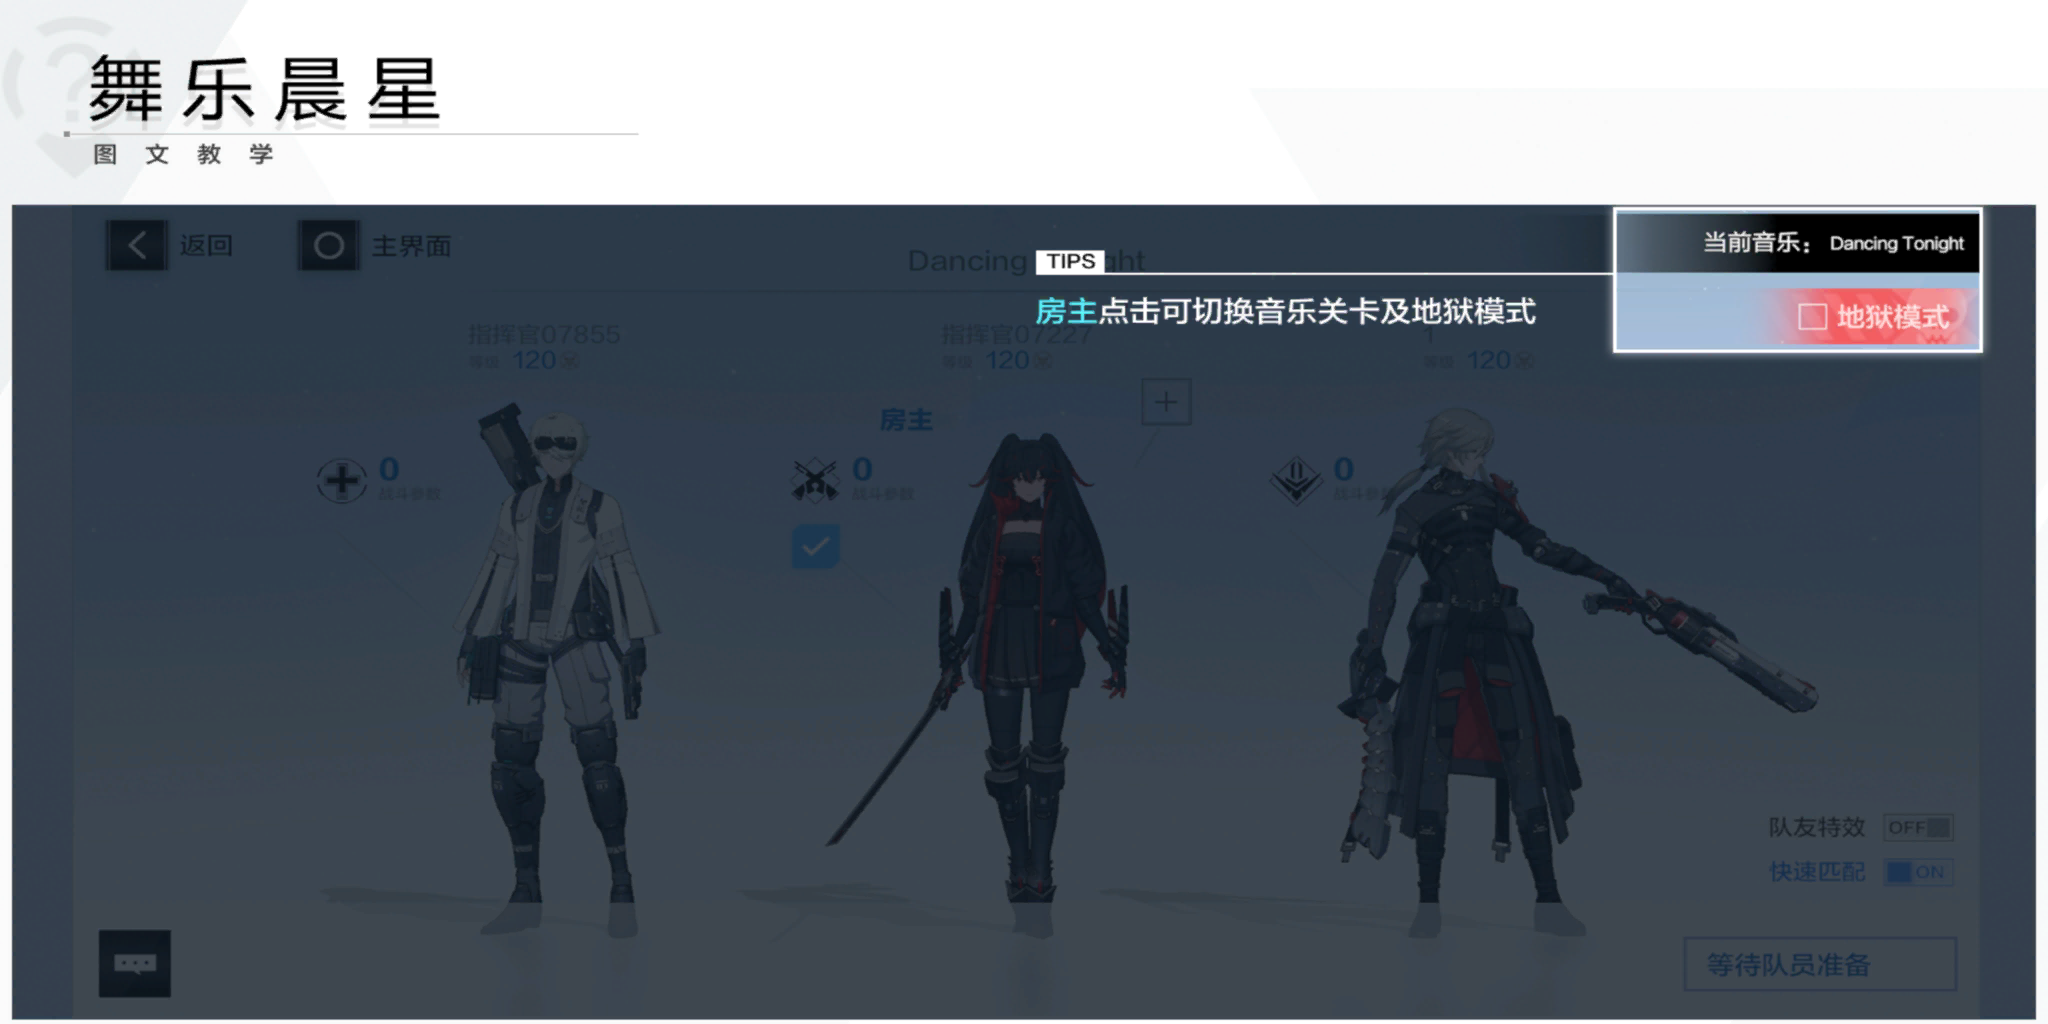 舞乐晨星
图文教学
返回
主界面
Dancing
ght
TIPS
当前音乐： Dancing Tonight
房主点击可切换音乐关卡及地狱模式
地狱模式
指挥官07855
等级 120
指挥官07227
等级 120
1
等级 120
房主
0
战斗参数
0
战斗参数
0
战斗参
队友特效 OFF
快速匹配 ON
等待队员准备